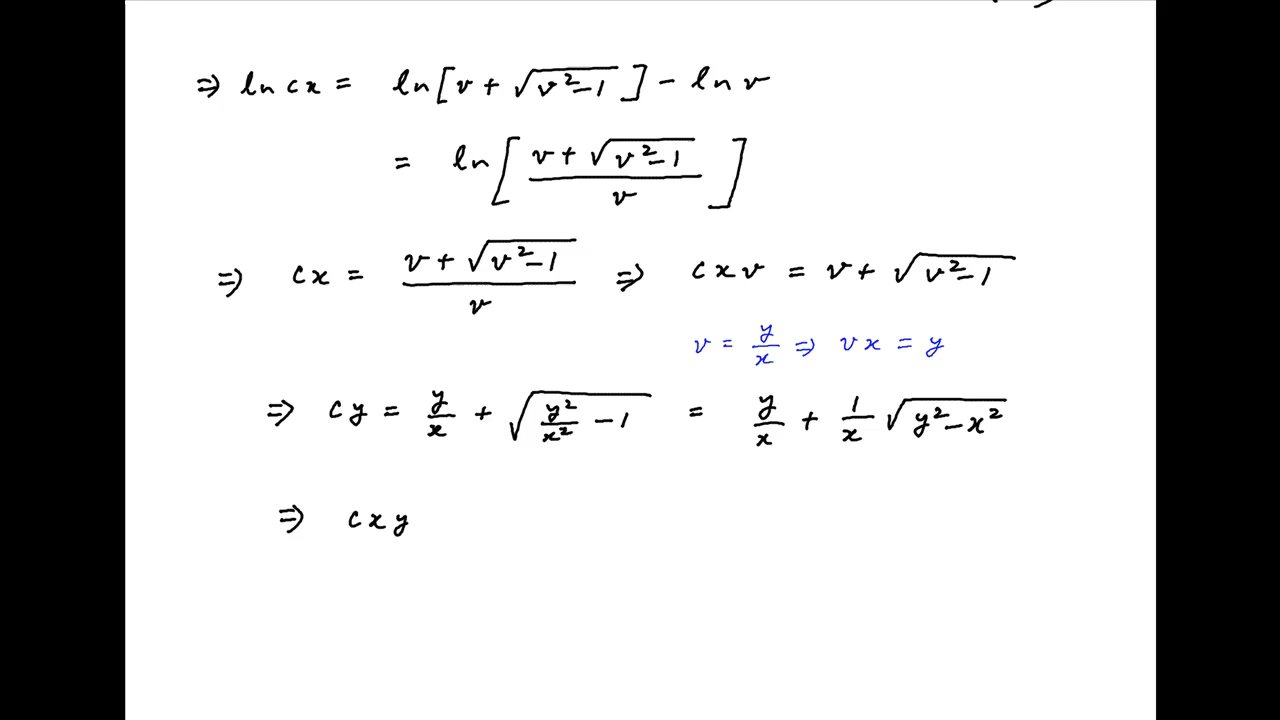 ⇒ ln cx = ln[v + √(v²-1)] - ln v
= ln[(v + √(v²-1))/v]
⇒ cx = (v + √(v²-1))/v ⇒ cxv = v + √(v²-1)
v = y/x ⇒ vx = y
⇒ cy = y/x + √(y²/x² - 1) = y/x + 1/x √(y²-x²)
⇒ cxy